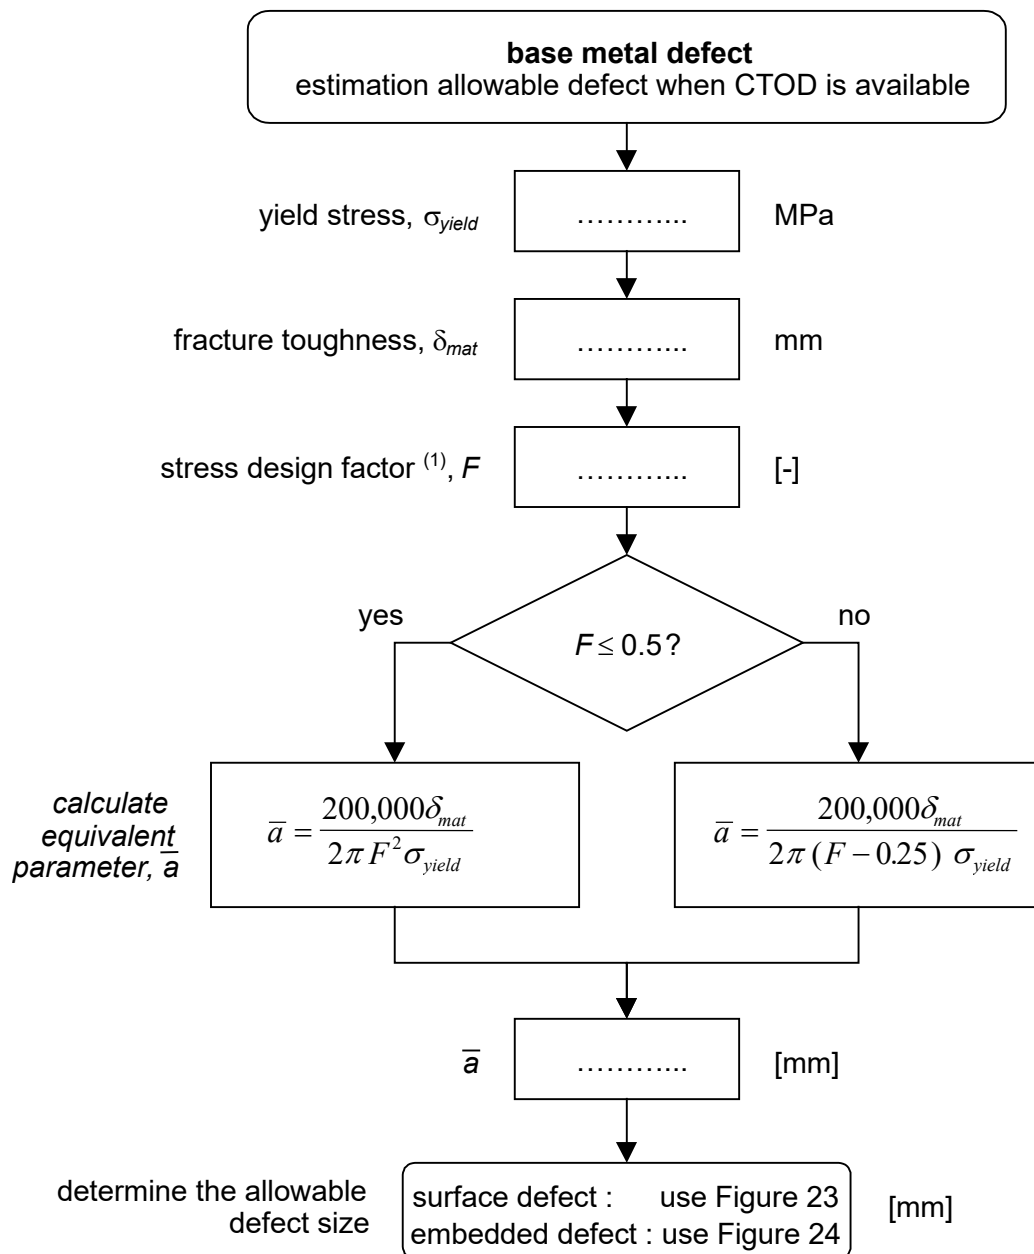 base metal defect
estimation allowable defect when CTOD is available
yield stress, σyield ………... MPa
fracture toughness, δmat ………... mm
stress design factor (1), F ………... [-]
yes
no
F ≤ 0.5 ?
calculate
equivalent
parameter, a̅
a̅ = 200,000δmat / 2π F² σyield
a̅ = 200,000δmat / 2π (F − 0.25) σyield
a̅ ………... [mm]
determine the allowable
defect size
surface defect : use Figure 23
embedded defect : use Figure 24
[mm]